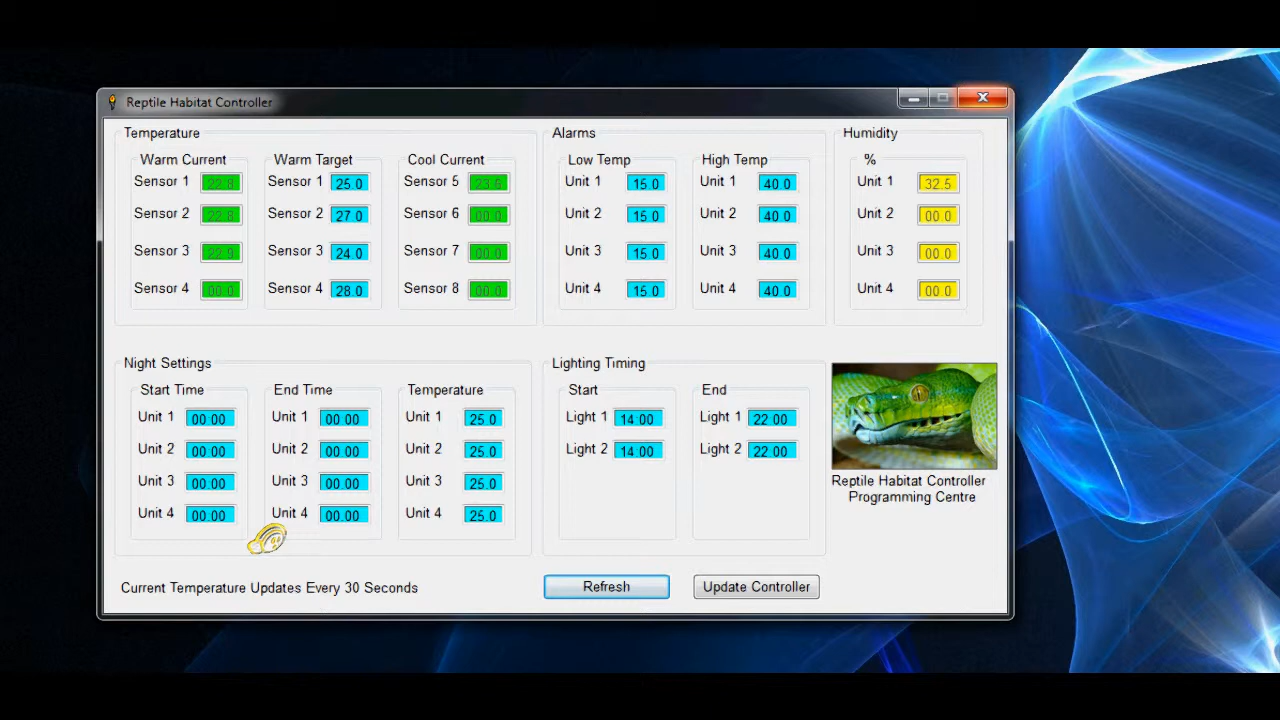 Reptile Habitat Controller
Temperature Alarms Humidity
Warm Current Warm Target Cool Current Low Temp High Temp %
Sensor 1 22.8 Sensor 1 25.0 Sensor 5 23.6 Unit 1 15.0 Unit 1 40.0 Unit 1 32.5
Sensor 2 22.8 Sensor 2 27.0 Sensor 6 00.0 Unit 2 15.0 Unit 2 40.0 Unit 2 00.0
Sensor 3 22.9 Sensor 3 24.0 Sensor 7 00.0 Unit 3 15.0 Unit 3 40.0 Unit 3 00.0
Sensor 4 00.0 Sensor 4 28.0 Sensor 8 00.0 Unit 4 15.0 Unit 4 40.0 Unit 4 00.0
Night Settings Lighting Timing
Start Time End Time Temperature Start End
Unit 1 00:00 Unit 1 00:00 Unit 1 25.0 Light 1 14:00 Light 1 22:00
Unit 2 00:00 Unit 2 00:00 Unit 2 25.0 Light 2 14:00 Light 2 22:00
Unit 3 00:00 Unit 3 00:00 Unit 3 25.0
Unit 4 00:00 Unit 4 00:00 Unit 4 25.0
Reptile Habitat Controller
Programming Centre
Current Temperature Updates Every 30 Seconds Refresh Update Controller